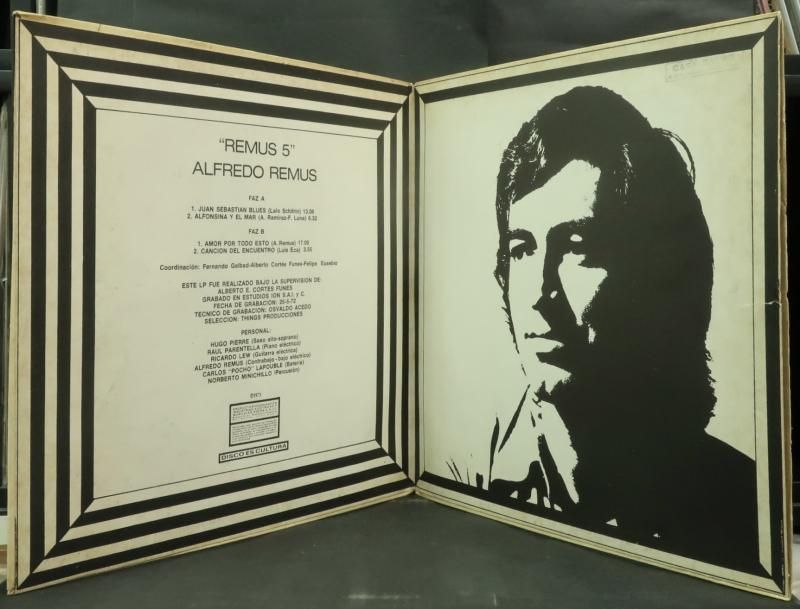 "REMUS 5"
ALFREDO REMUS
FAZ A
1. JUAN SEBASTIAN BLUES (Lalo Schifrin) 13.06
2. ALFONSINA Y EL MAR (A. Ramirez-F. Luna) 6.32
FAZ B
1. AMOR POR TODO ESTO (A. Remus) 17.00
2. CANCION DEL ENCUENTRO (Luis Eca) 3.55
Coordinación: Fernando Gelbad-Alberto Cortés Funes-Felipe
ESTE LP FUE REALIZADO BAJO LA SUPERVISION DE:
ALBERTO E. CORTES FUNES
GRABADO EN ESTUDIOS ION S.A.I. y C.
FECHA DE GRABACION: 26-5-72
TECNICO DE GRABACION: OSVALDO ACEDO
SELECCION: THINGS PRODUCCIONES
PERSONAL:
HUGO PIERRE (Saxo alto-soprano)
RAUL PARENTELLA (Piano eléctrico)
RICARDO LEW (Guitarra eléctrica)
ALFREDO REMUS (Contrabajo-bajo eléctrico)
CARLOS "POCHO" LAPOUBLE (Batería)
NORBERTO MINICHILLO (Percusión)
DISCO ES CULTURA